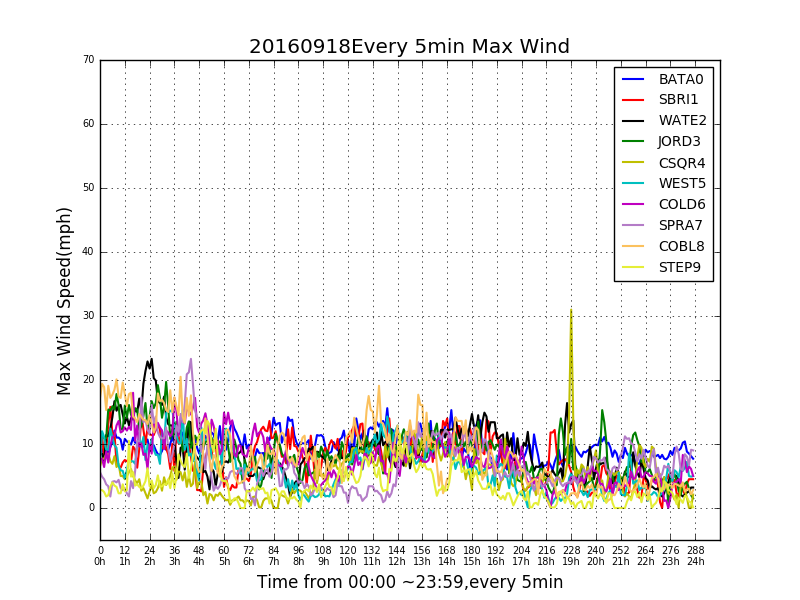 20160918Every 5min Max Wind
70
60
50
40
30
20
10
0
Max Wind Speed(mph)
BATA0
SBRI1
WATE2
JORD3
CSQR4
WEST5
COLD6
SPRA7
COBL8
STEP9
0 12 24 36 48 60 72 84 96 108 120 132 144 156 168 180 192 204 216 228 240 252 264 276 288
0h 1h 2h 3h 4h 5h 6h 7h 8h 9h 10h 11h 12h 13h 14h 15h 16h 17h 18h 19h 20h 21h 22h 23h 24h
Time from 00:00 ~23:59,every 5min